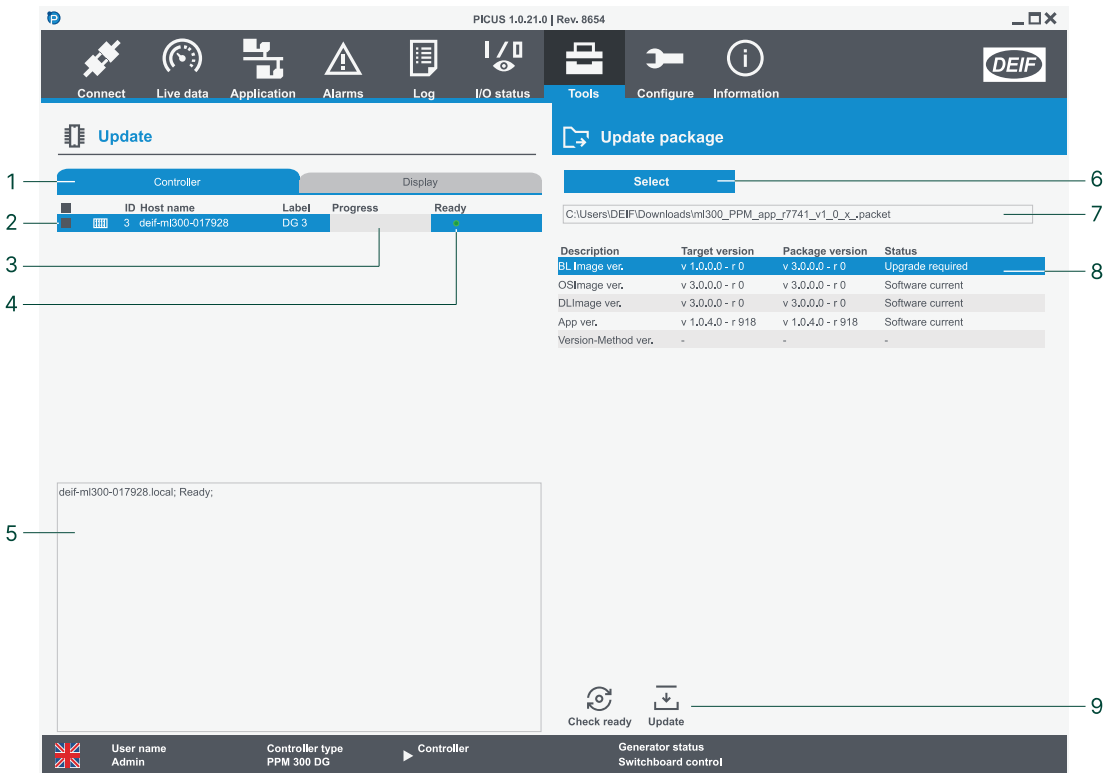 PICUS 1.0.21.0 | Rev. 8654
Connect Live data Application Alarms Log I/O status Tools Configure Information
DEIF
Update
Update package
1 Controller Display
Select 6
ID Host name Label Progress Ready
2 3 deif-ml300-017928 DG 3
C:\Users\DEIF\Downloads\ml300_PPM_app_r7741_v1_0_x_.packet 7
3
4
Description Target version Package version Status
BL Image ver. v 1.0.0.0 - r 0 v 3.0.0.0 - r 0 Upgrade required 8
OSImage ver. v 3.0.0.0 - r 0 v 3.0.0.0 - r 0 Software current
DLImage ver. v 3.0.0.0 - r 0 v 3.0.0.0 - r 0 Software current
App ver. v 1.0.4.0 - r 918 v 1.0.4.0 - r 918 Software current
Version-Method ver. - - -
deif-ml300-017928.local; Ready;
5
Check ready Update 9
User name Controller type Controller Generator status
Admin PPM 300 DG Switchboard control